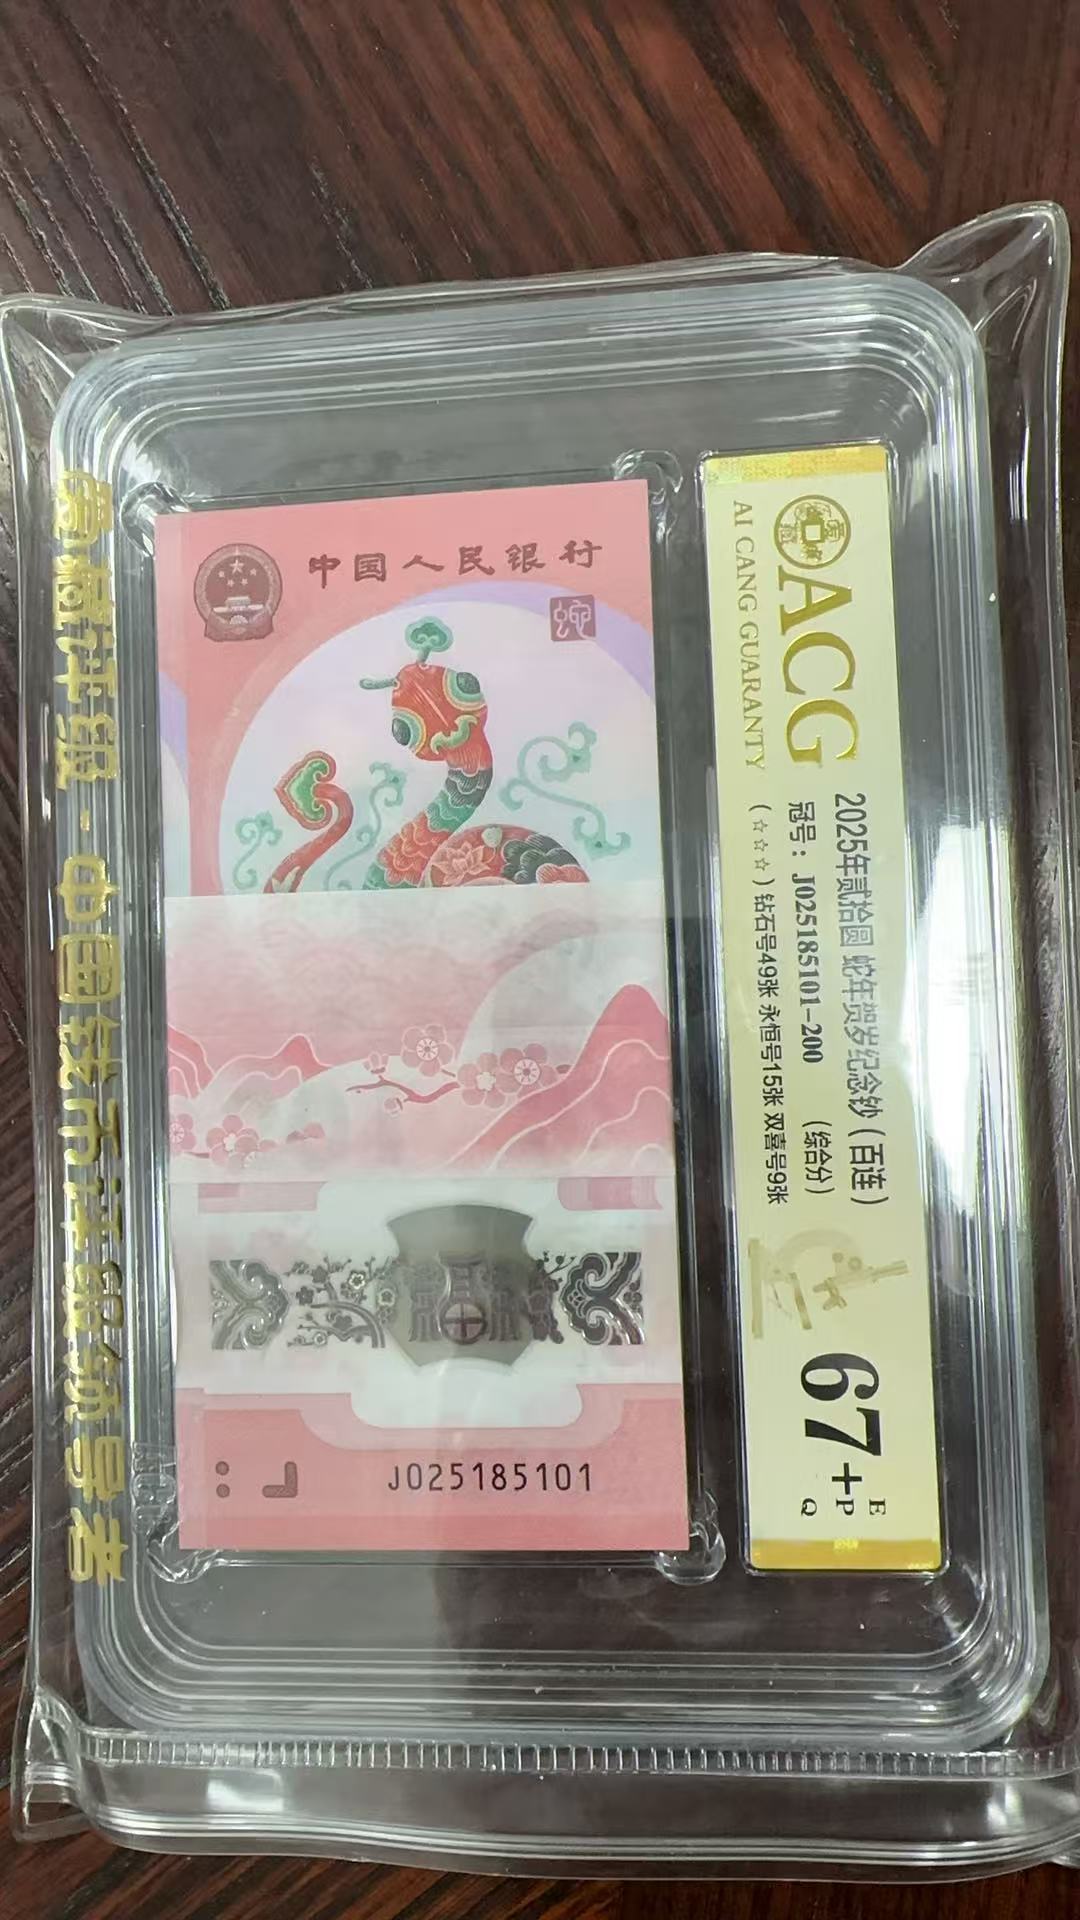 中国人民银行
蛇
J025185101
ACG
AI CANG GUARANTY
2025年贰拾圆 蛇年贺岁纪念钞（百连）
冠号：J025185101-200 （综合分）
（☆☆☆）钻石号49张 永恒号15张 双喜号9张
67+
E
P
Q
爱藏评级-中国钱币评级领导者